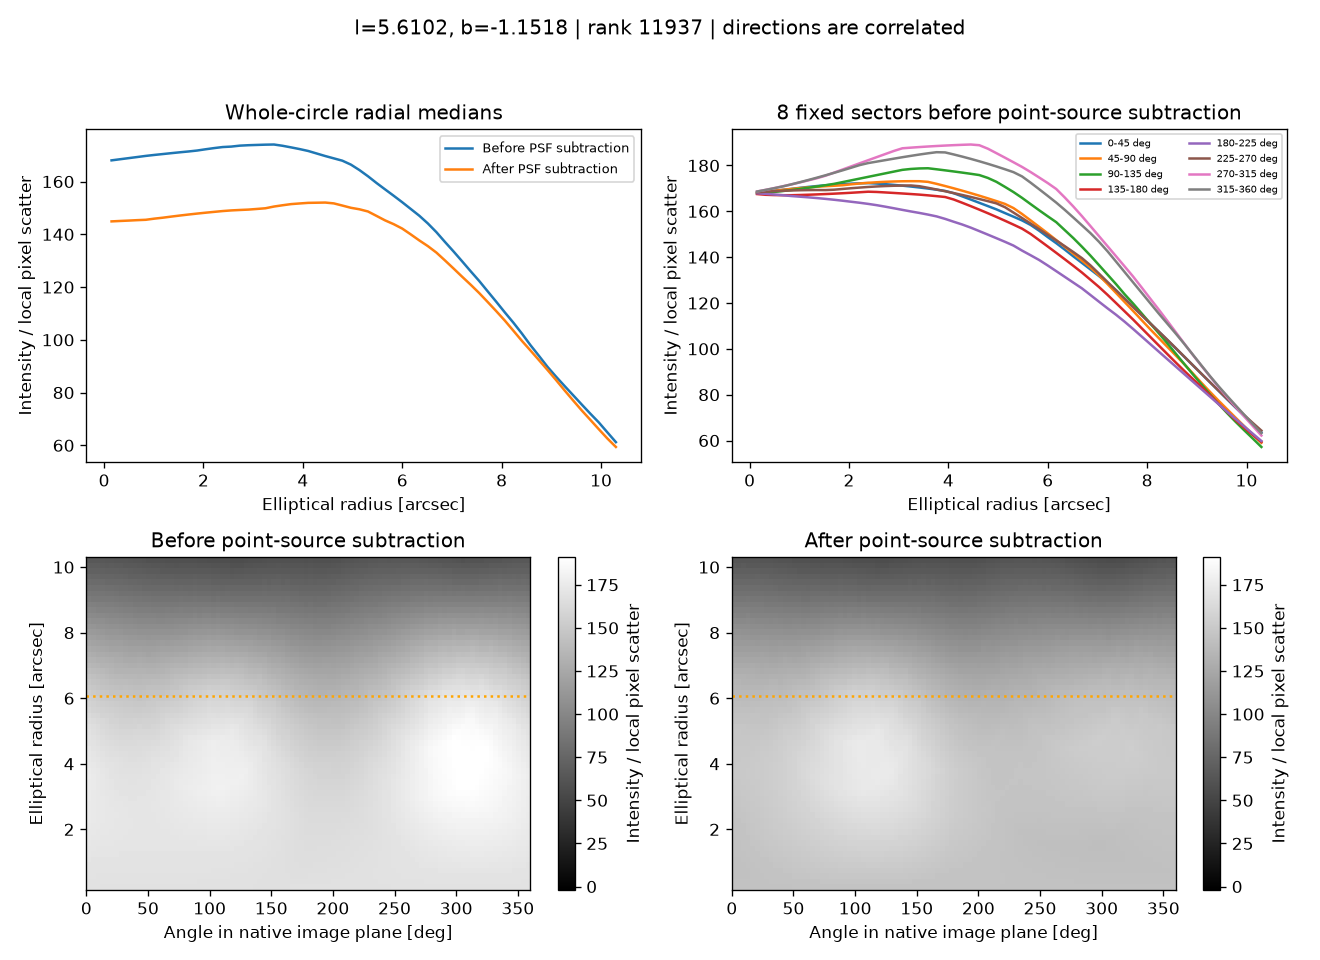 l=5.6102, b=-1.1518 | rank 11937 | directions are correlated
Whole-circle radial medians
Before PSF subtraction
After PSF subtraction
160
140
120
100
80
60
0 2 4 6 8 10
Intensity / local pixel scatter
Elliptical radius [arcsec]
8 fixed sectors before point-source subtraction
0-45 deg
45-90 deg
90-135 deg
135-180 deg
180-225 deg
225-270 deg
270-315 deg
315-360 deg
180
160
140
120
100
80
60
0 2 4 6 8 10
Intensity / local pixel scatter
Elliptical radius [arcsec]
Before point-source subtraction
10
8
6
4
2
0 50 100 150 200 250 300 350
Elliptical radius [arcsec]
Angle in native image plane [deg]
175
150
125
100
75
50
25
0
Intensity / local pixel scatter
After point-source subtraction
10
8
6
4
2
0 50 100 150 200 250 300 350
Elliptical radius [arcsec]
Angle in native image plane [deg]
175
150
125
100
75
50
25
0
Intensity / local pixel scatter